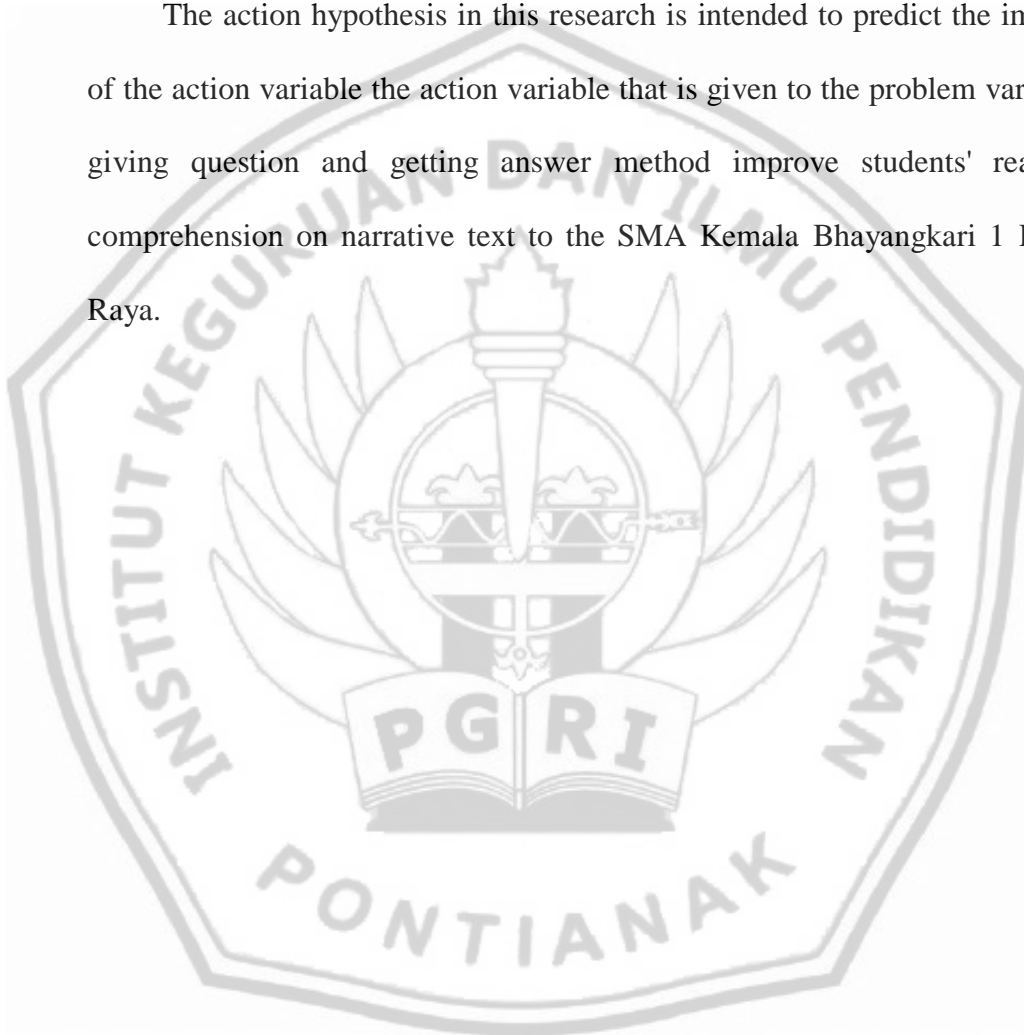 The action hypothesis in this research is intended to predict the
of the action variable the action variable that is given to the problem
giving question and getting answer method improve students'
comprehension on narrative text to the SMA Kemala Bhayangkari 1
Raya.
INSTITUT KEGURUAN DAN ILMU PENDIDIKAN
PGRI
PONTIANAK